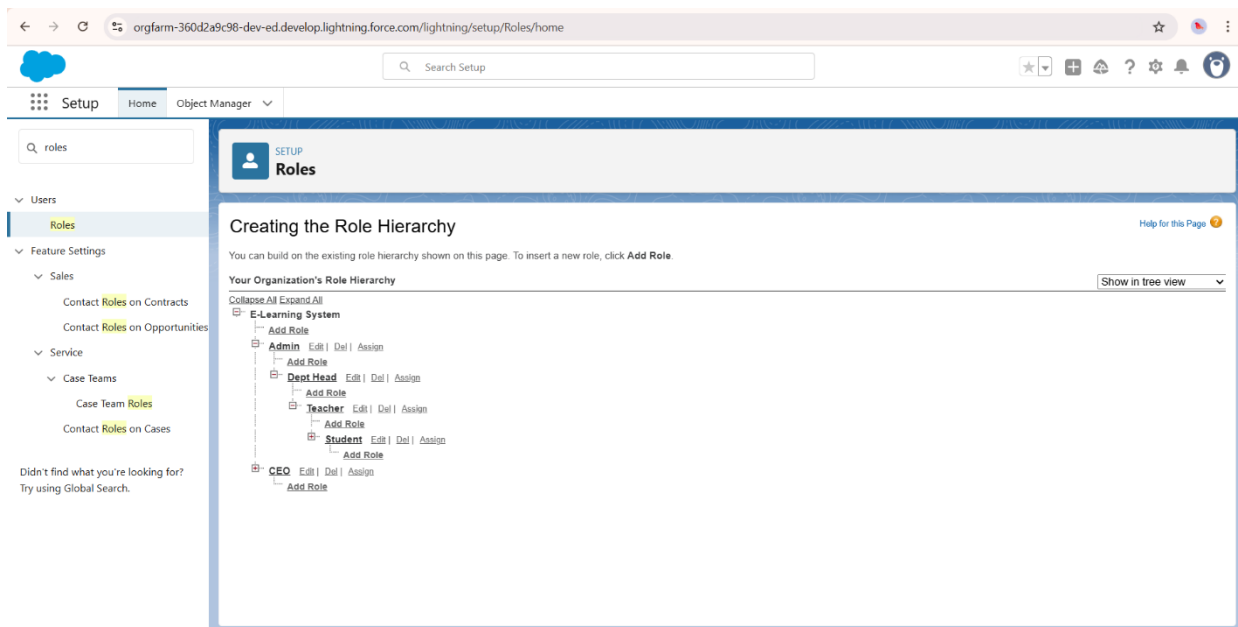 orgfarm-360d2a9c98-dev-ed.develop.lightning.force.com/lightning/setup/Roles/home
Search Setup
Setup Home Object Manager
roles
SETUP
Roles
Users
Roles
Feature Settings
Sales
Contact Roles on Contracts
Contact Roles on Opportunities
Service
Case Teams
Case Team Roles
Contact Roles on Cases
Didn't find what you're looking for?
Try using Global Search.
Creating the Role Hierarchy
Help for this Page
You can build on the existing role hierarchy shown on this page. To insert a new role, click Add Role.
Your Organization's Role Hierarchy
Show in tree view
Collapse All Expand All
E-Learning System
Add Role
Admin Edit | Del | Assign
Add Role
Dept Head Edit | Del | Assign
Add Role
Teacher Edit | Del | Assign
Add Role
Student Edit | Del | Assign
Add Role
CEO Edit | Del | Assign
Add Role